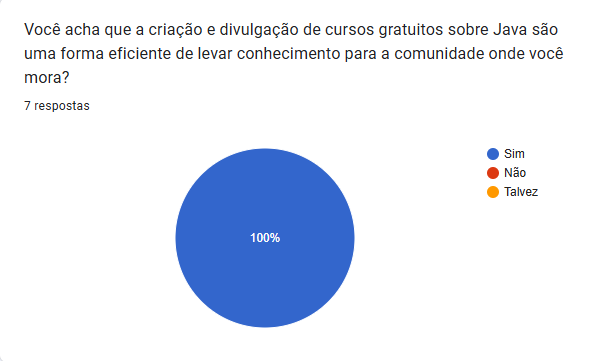 Você acha que a criação e divulgação de cursos gratuitos sobre Java são
uma forma eficiente de levar conhecimento para a comunidade onde você
mora?
7 respostas
Sim
Não
Talvez
100%